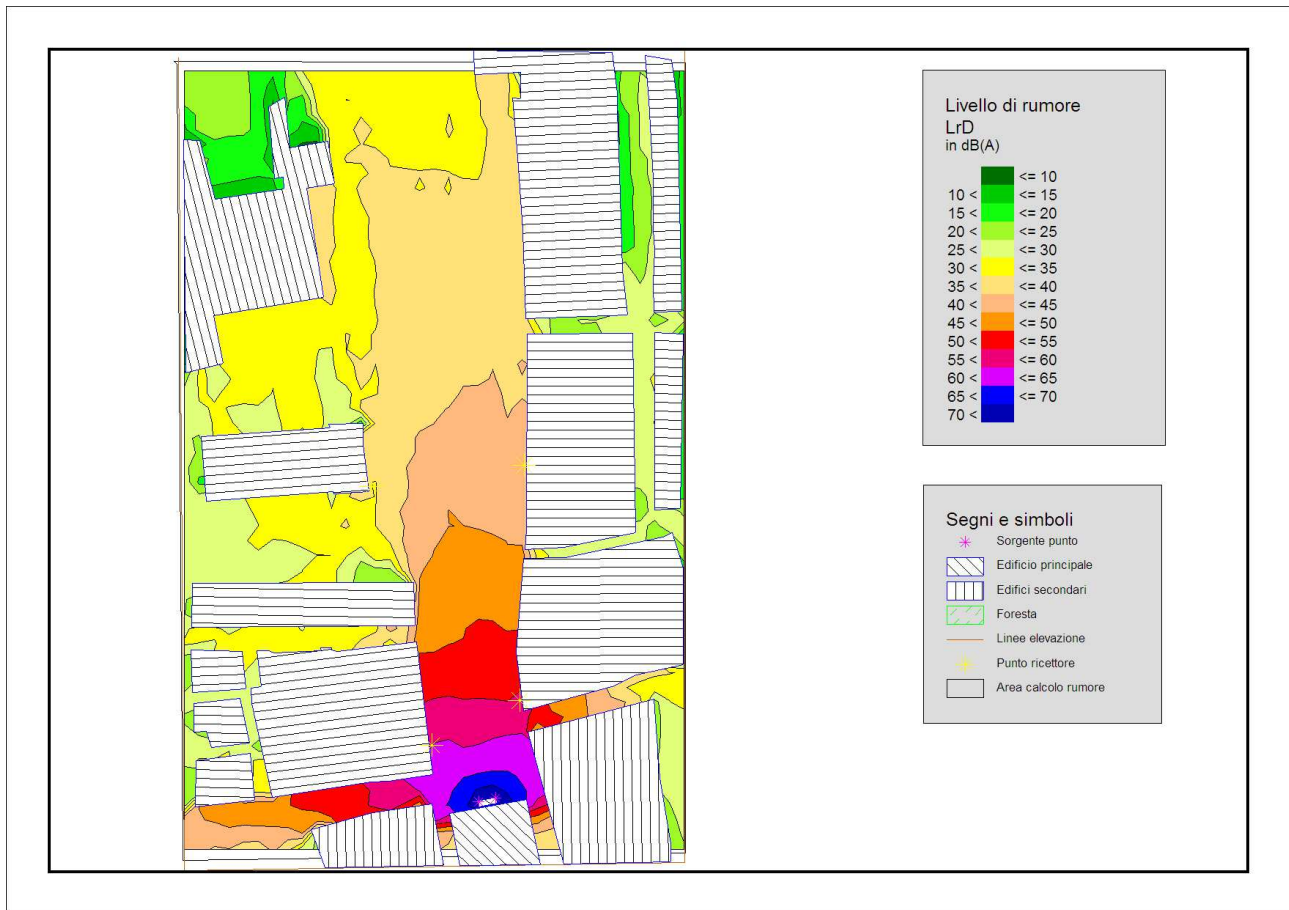 Livello di rumore
LrD
in dB(A)
<= 10
10 < <= 15
15 < <= 20
20 < <= 25
25 < <= 30
30 < <= 35
35 < <= 40
40 < <= 45
45 < <= 50
50 < <= 55
55 < <= 60
60 < <= 65
65 < <= 70
70 <
Segni e simboli
Sorgente punto
Edificio principale
Edifici secondari
Foresta
Linee elevazione
Punto ricettore
Area calcolo rumore